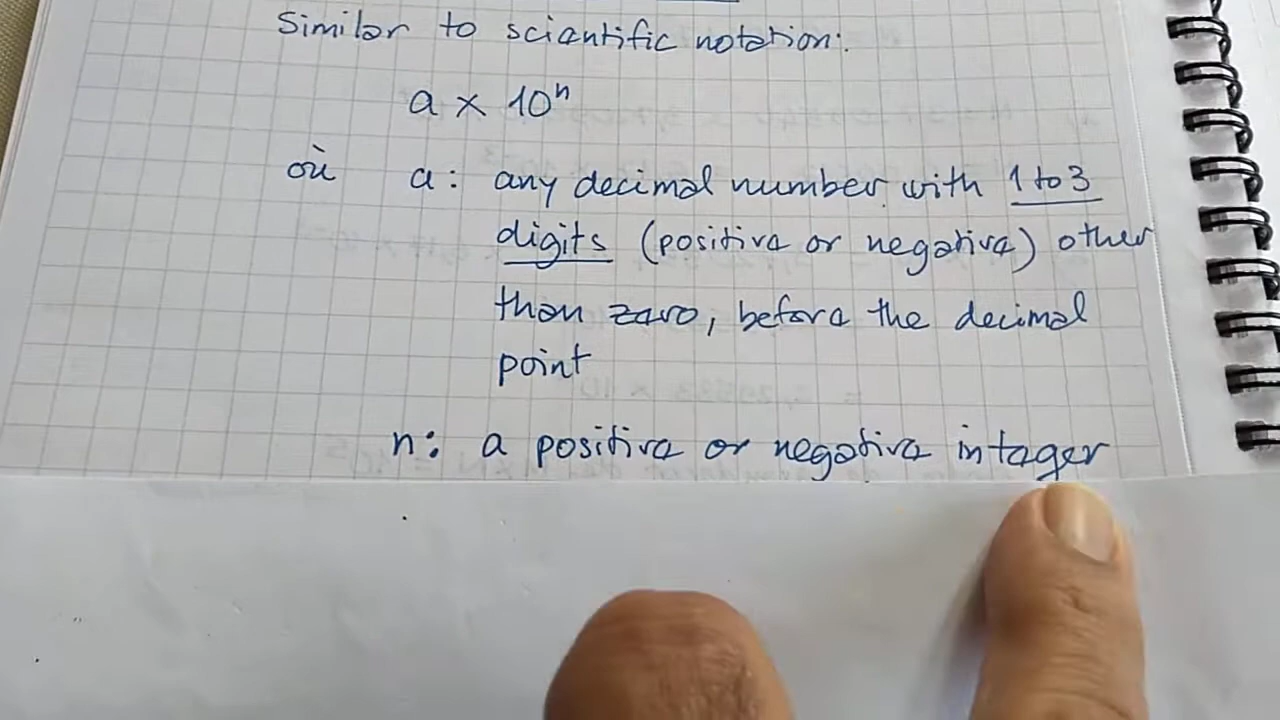 Similar to scientific notation:
a × 10ⁿ
où a: any decimal number with 1 to 3
digits (positive or negative) other
than zero, before the decimal
point
n: a positive or negative integer